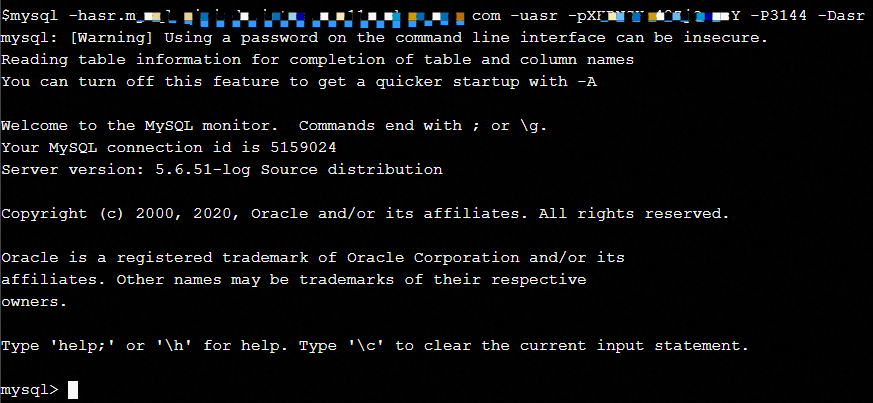 $mysql com -uasr -P3144 -Dasr
mysql: [Warning] Using a password on the command line interface can be insecure.
Reading table information for completion of table and column names
You can turn off this feature to get a quicker startup with -A
Welcome to the MySQL monitor.  Commands end with ; or \g.
Your MySQL connection id is 5159024
Server version: 5.6.51-log Source distribution
Copyright (c) 2000, 2020, Oracle and/or its affiliates. All rights reserved.
Oracle is a registered trademark of Oracle Corporation and/or its
affiliates. Other names may be trademarks of their respective
owners.
Type 'help;' or '\h' for help. Type '\c' to clear the current input statement.
mysql>